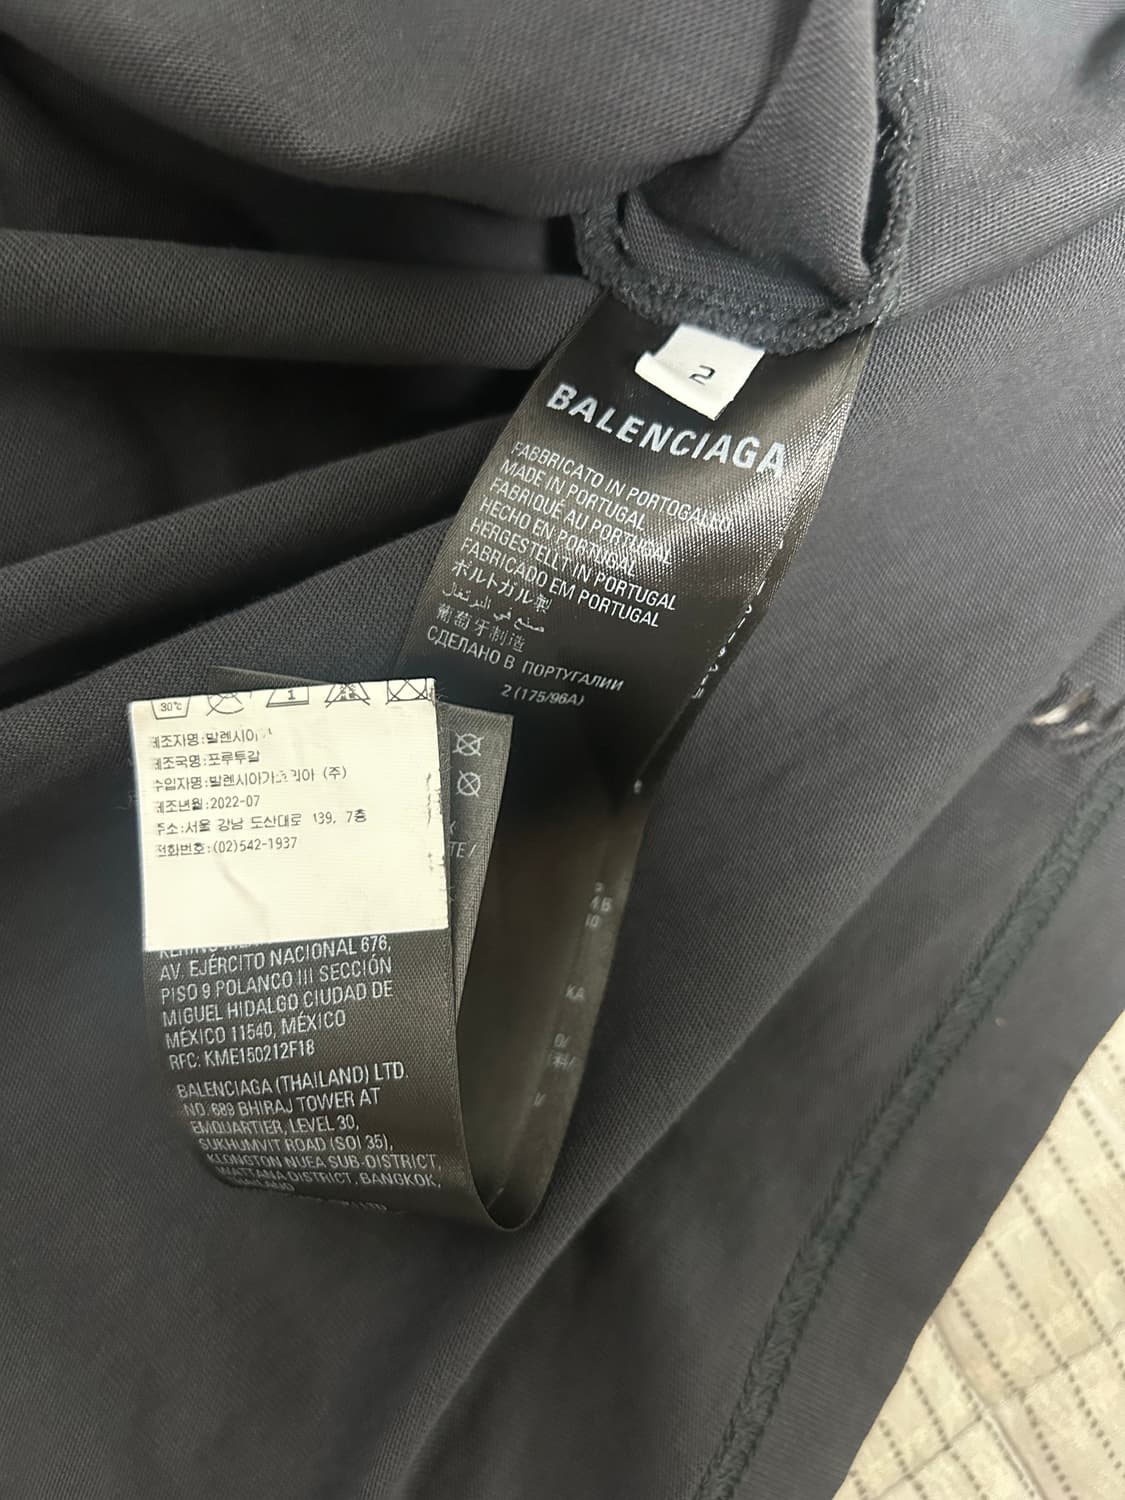 2
BALENCIAGA
FABBRICATO IN PORTOGALLO
MADE IN PORTUGAL
FABRIQUÉ AU PORTUGAL
HECHO EN PORTUGAL
HERGESTELLT IN PORTUGAL
FABRICADO EM PORTUGAL
ポルトガル製
صنع في البرتغال
葡萄牙制造
СДЕЛАНО В ПОРТУГАЛИИ
2 (175/96A)
30℃ 1
제조자명:발렌시아
제조국명:포루투갈
수입자명:발렌시아가코리아 (주)
제조년월:2022-07
주소:서울 강남 도산대로 139, 7층
전화번호:(02)542-1937
AV. EJÉRCITO NACIONAL 676,
PISO 9 POLANCO III SECCIÓN
MIGUEL HIDALGO CIUDAD DE
MÉXICO 11540, MÉXICO
RFC: KME150212F18
BALENCIAGA (THAILAND) LTD.
NO. 689 BHIRAJ TOWER AT
EMQUARTIER, LEVEL 30,
SUKHUMVIT ROAD (SOI 35),
KLONGTON NUEA SUB-DISTRICT,
WATTANA DISTRICT, BANGKOK,
TE /
KA